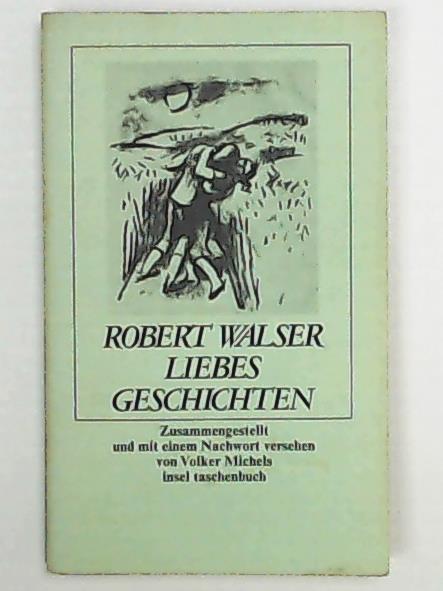 ROBERT WALSER
LIEBES
GESCHICHTEN
Zusammengestellt
und mit einem Nachwort versehen
von Volker Michels
insel taschenbuch